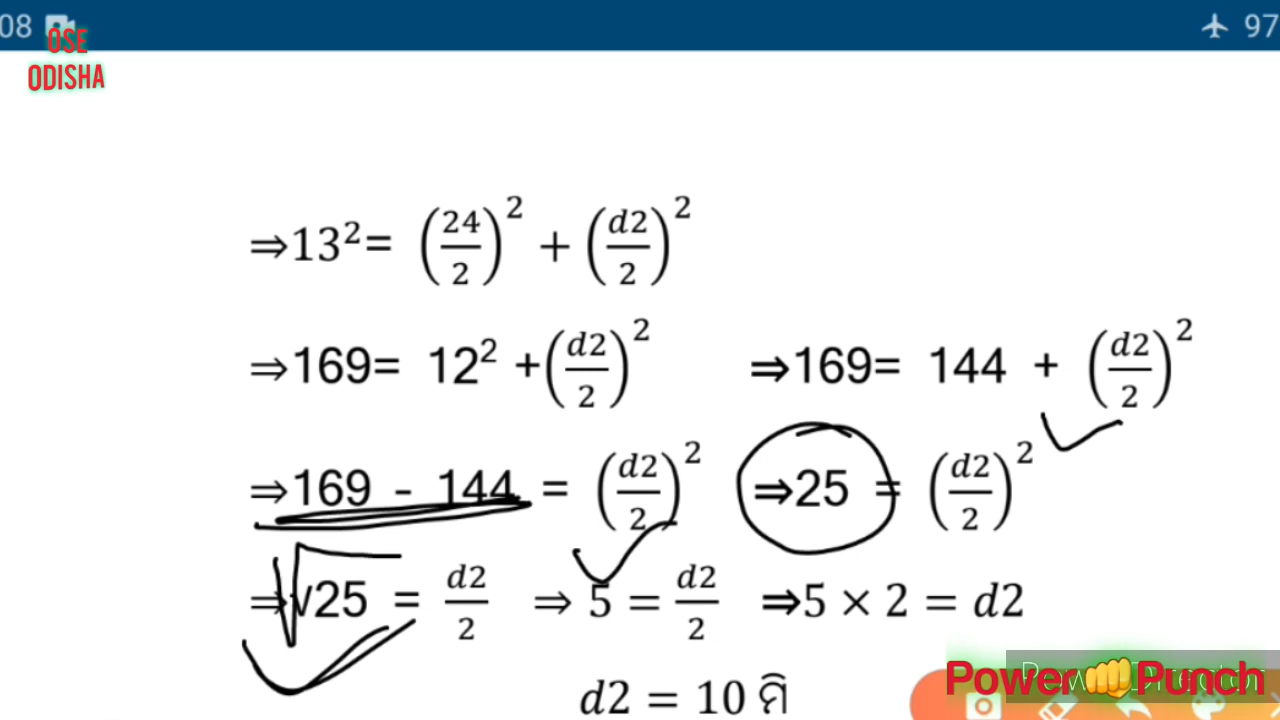 08
97
OSE
ODISHA
⇒13²= (24/2)² + (d2/2)²
⇒169= 12² +(d2/2)² ⇒169= 144 + (d2/2)²
⇒169 - 144 = (d2/2)² ⇒25 = (d2/2)²
⇒√25 = d2/2 ⇒ 5 = d2/2 ⇒5 × 2 = d2
d2 = 10 ମି
Power Punch